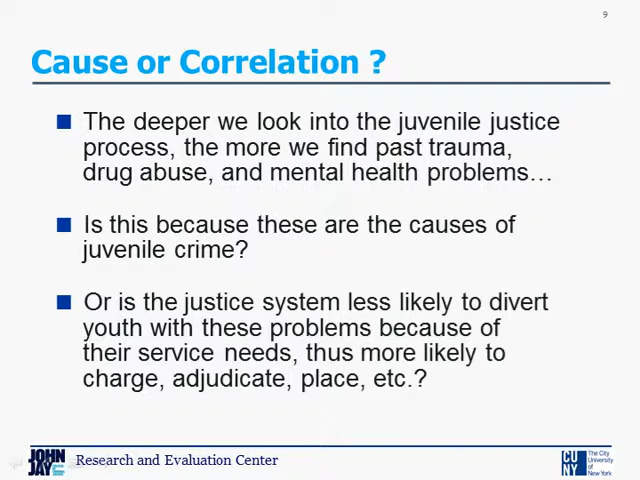 9
Cause or Correlation ?
The deeper we look into the juvenile justice
process, the more we find past trauma,
drug abuse, and mental health problems…
Is this because these are the causes of
juvenile crime?
Or is the justice system less likely to divert
youth with these problems because of
their service needs, thus more likely to
charge, adjudicate, place, etc.?
JOHN
JAY
Research and Evaluation Center
CU
NY
The City
University
of
New York